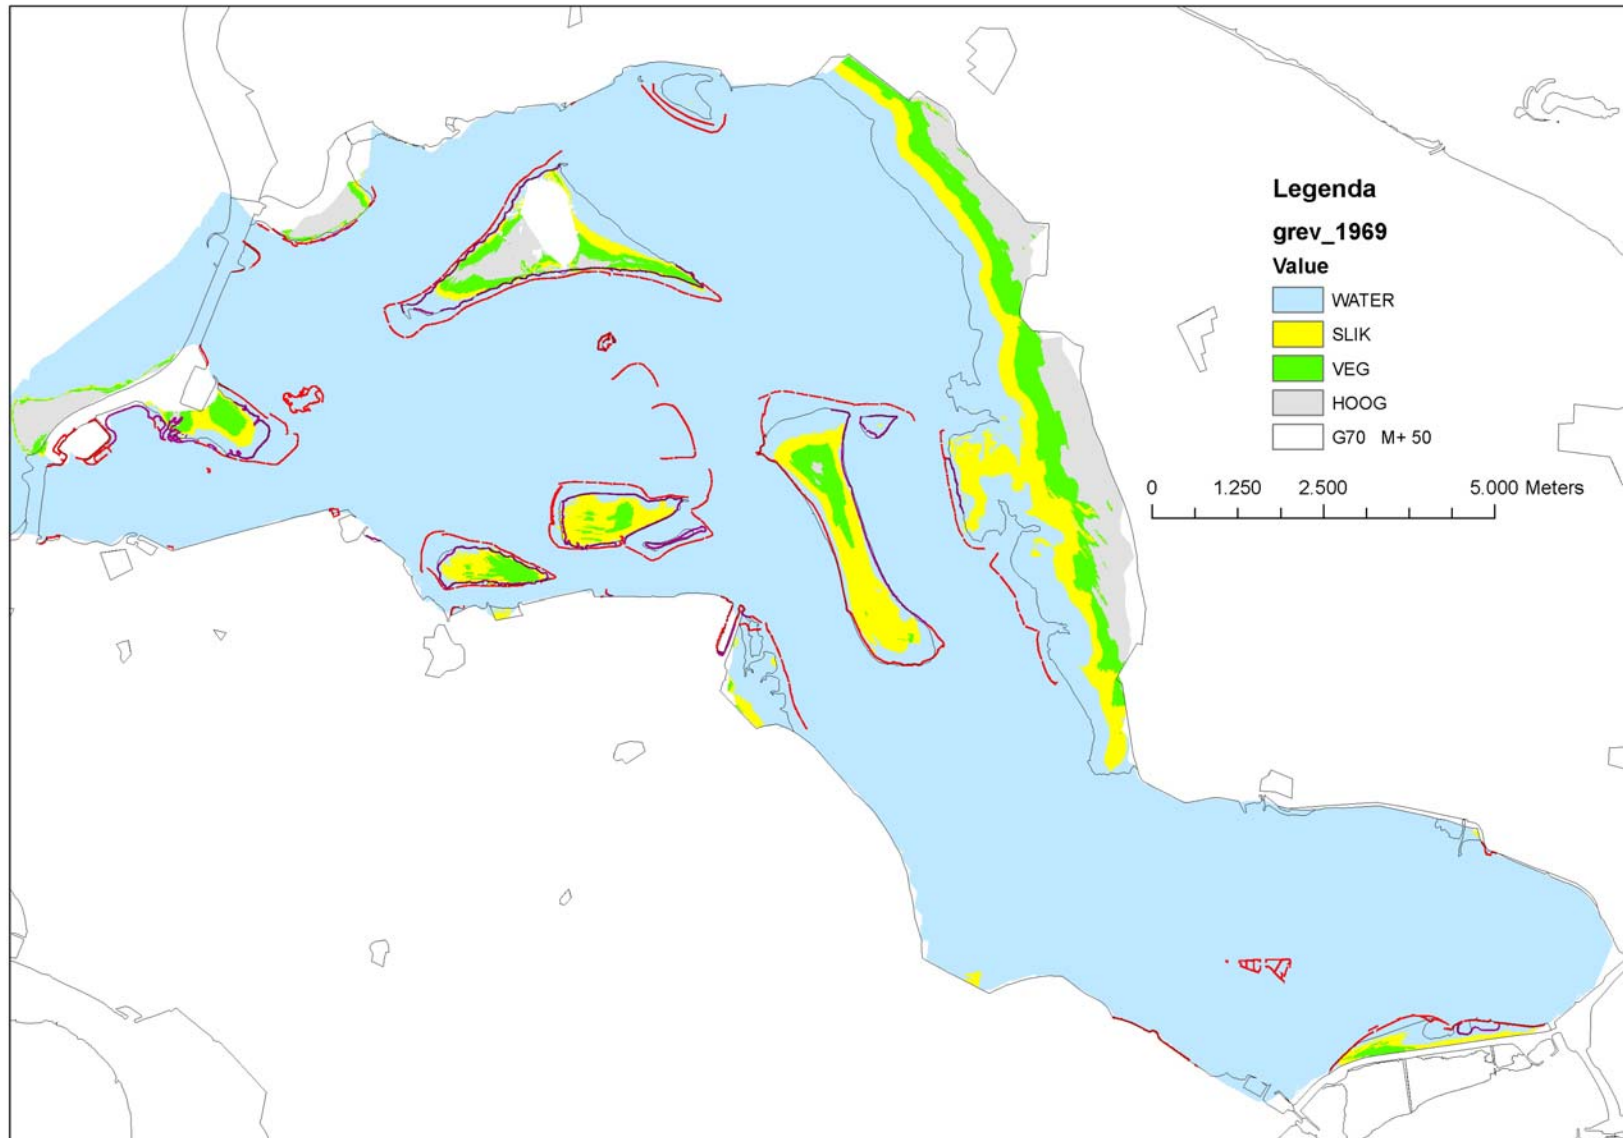 Legenda
grev_1969
Value
WATER
SLIK
VEG
HOOG
G70 M+ 50
0 1.250 2.500 5.000 Meters